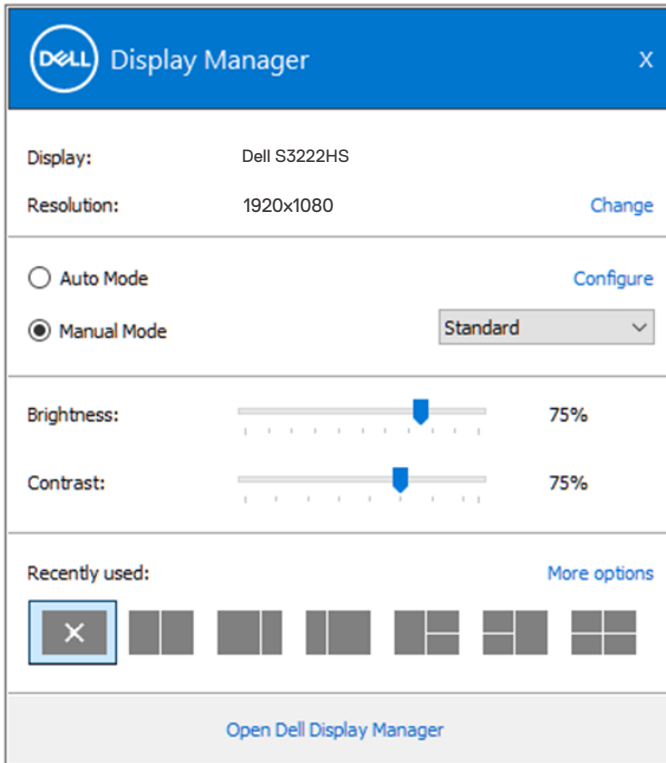 DELL Display Manager X
Display: Dell S3222HS
Resolution: 1920x1080 Change
Auto Mode Configure
Manual Mode Standard
Brightness: 75%
Contrast: 75%
Recently used: More options
Open Dell Display Manager